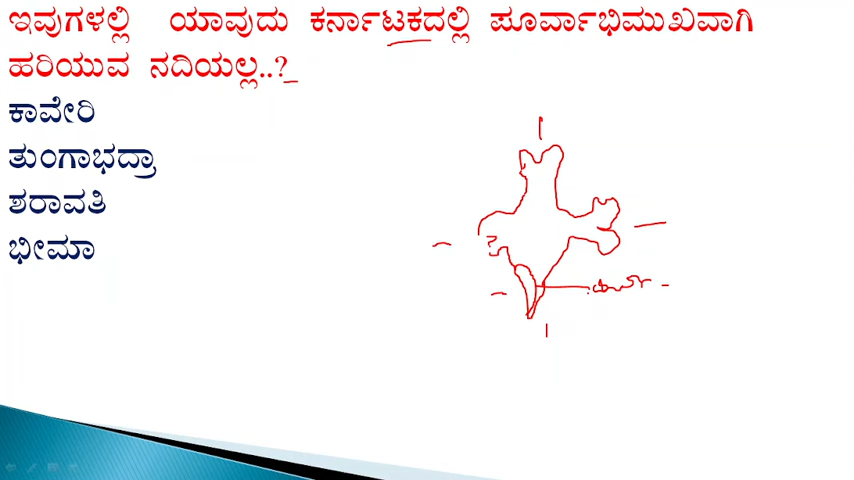 ಇವುಗಳಲ್ಲಿ ಯಾವುದು ಕರ್ನಾಟಕದಲ್ಲಿ ಪೂರ್ವಾಭಿಮುಖವಾಗಿ
ಹರಿಯುವ ನದಿಯಲ್ಲ..?
ಕಾವೇರಿ
ತುಂಗಾಭದ್ರಾ
ಶರಾವತಿ
ಭೀಮಾ